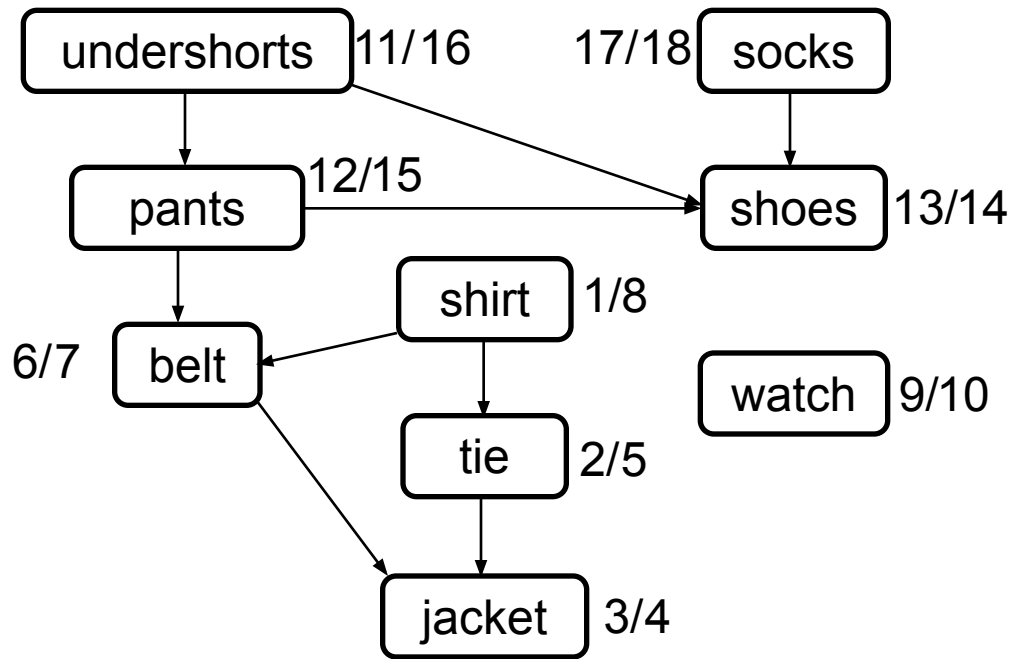 undershorts 11/16 17/18 socks
12/15
pants shoes 13/14
shirt 1/8
6/7 belt
watch 9/10
tie 2/5
jacket 3/4